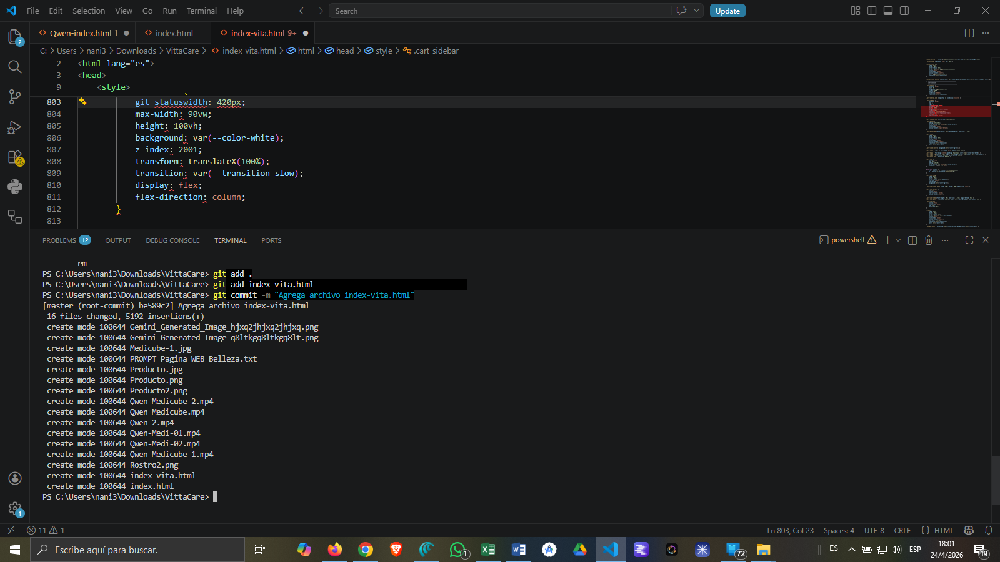 File Edit Selection View Go Run Terminal Help
Search
Update
Qwen-index.html 1
index.html
index-vita.html 9+
C: > Users > nani3 > Downloads > VittaCare > index-vita.html > html > head > style > .cart-sidebar
2 <html lang="es">
3 <head>
9 <style>
{
803 git statuswidth: 420px;
804 max-width: 90vw;
805 height: 100vh;
806 background: var(--color-white);
807 z-index: 2001;
808 transform: translateX(100%);
809 transition: var(--transition-slow);
810 display: flex;
811 flex-direction: column;
812 }
813
PROBLEMS 12 OUTPUT DEBUG CONSOLE TERMINAL PORTS
powershell
rm
PS C:\Users\nani3\Downloads\VittaCare> git add .
PS C:\Users\nani3\Downloads\VittaCare> git add index-vita.html
PS C:\Users\nani3\Downloads\VittaCare> git commit -m "Agrega archivo index-vita.html"
[master (root-commit) be589c2] Agrega archivo index-vita.html
16 files changed, 5192 insertions(+)
create mode 100644 Gemini_Generated_Image_hjxq2jhjxq2jhjxq.png
create mode 100644 Gemini_Generated_Image_q8ltkgq8ltkgq8lt.png
create mode 100644 Medicube-1.jpg
create mode 100644 PROMPT Pagina WEB Belleza.txt
create mode 100644 Producto.jpg
create mode 100644 Producto.png
create mode 100644 Producto2.png
create mode 100644 Qwen Medicube-2.mp4
create mode 100644 Qwen Medicube.mp4
create mode 100644 Qwen-2.mp4
create mode 100644 Qwen-Medi-01.mp4
create mode 100644 Qwen-Medi-02.mp4
create mode 100644 Qwen-Medicube-1.mp4
create mode 100644 Rostro2.png
create mode 100644 index-vita.html
create mode 100644 index.html
PS C:\Users\nani3\Downloads\VittaCare>
2
1
11 1
Ln 803, Col 23 Spaces: 4 UTF-8 CRLF { } HTML
Escribe aquí para buscar.
1
72
ES
ESP
18:01
24/4/2026
19